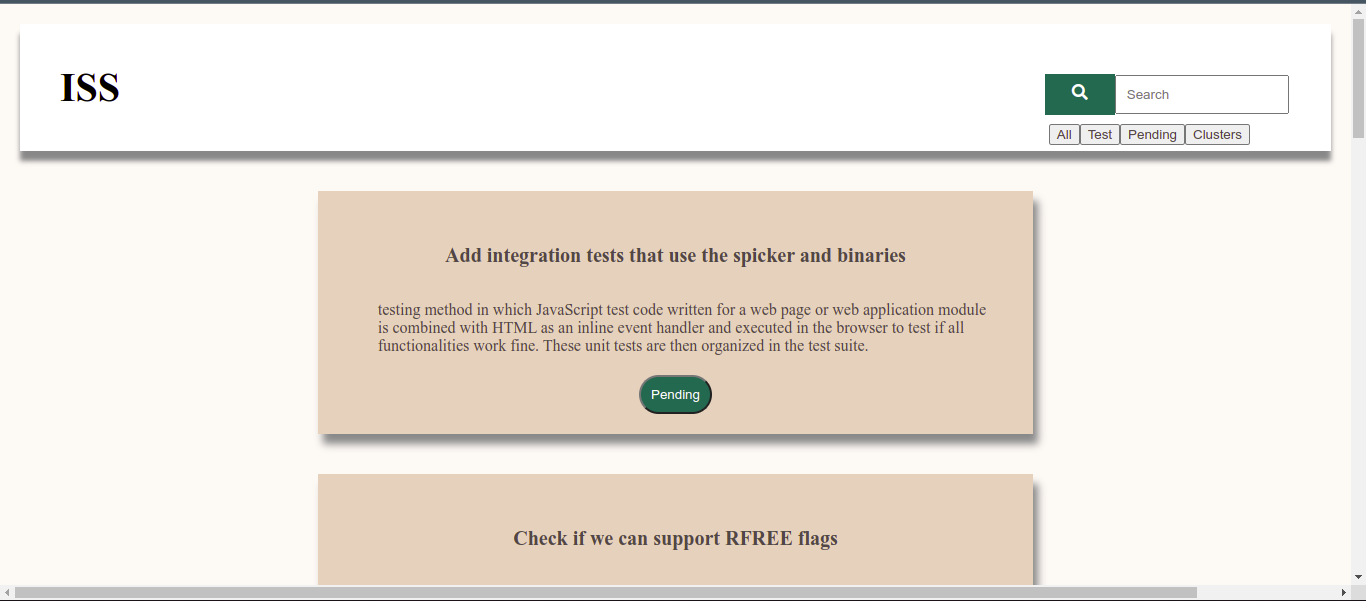 ISS
Search
All Test Pending Clusters
Add integration tests that use the spicker and binaries
testing method in which JavaScript test code written for a web page or web application module
is combined with HTML as an inline event handler and executed in the browser to test if all
functionalities work fine. These unit tests are then organized in the test suite.
Pending
Check if we can support RFREE flags